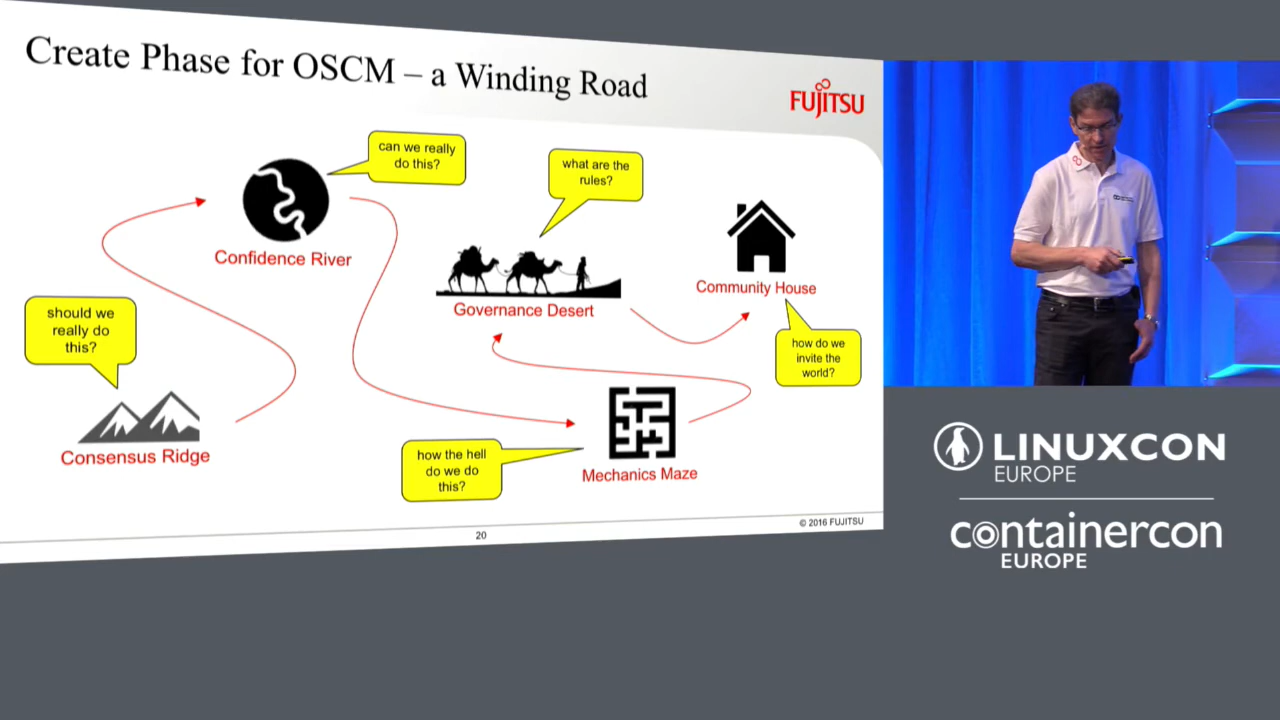 Create Phase for OSCM – a Winding Road
FUJITSU
can we really
do this?
what are the
rules?
Confidence River
Community House
Governance Desert
should we
really do
this?
how do we
invite the
world?
Consensus Ridge
how the hell
do we do
this?
Mechanics Maze
20
© 2016 FUJITSU
LINUXCON
EUROPE
containercon
EUROPE